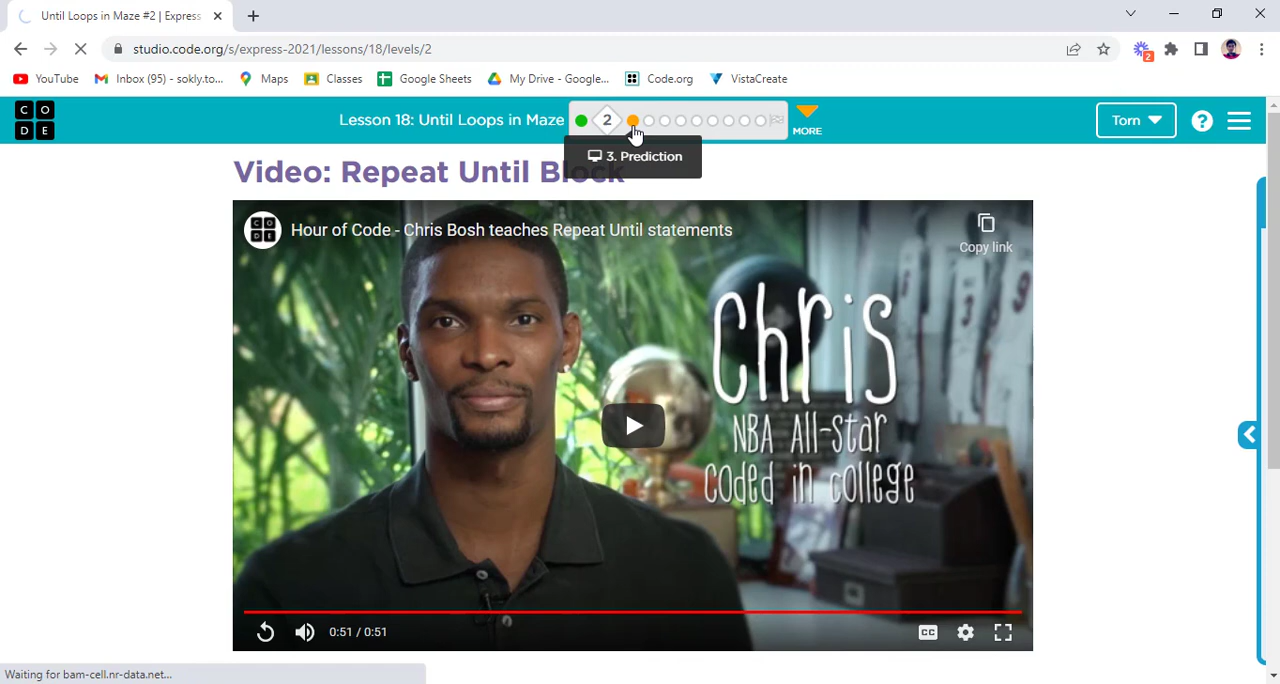 Until Loops in Maze #2 | Express
studio.code.org/s/express-2021/lessons/18/levels/2
2
YouTube
Inbox (95) - sokly.to...
Maps
Classes
Google Sheets
My Drive - Google...
Code.org
VistaCreate
C O D E
Lesson 18: Until Loops in Maze
2
MORE
Torn
?
3. Prediction
Video: Repeat Until Block
C O D E
Hour of Code - Chris Bosh teaches Repeat Until statements
Copy link
Chris
NBA All-Star
Coded in college
0:51 / 0:51
CC
Waiting for bam-cell.nr-data.net...